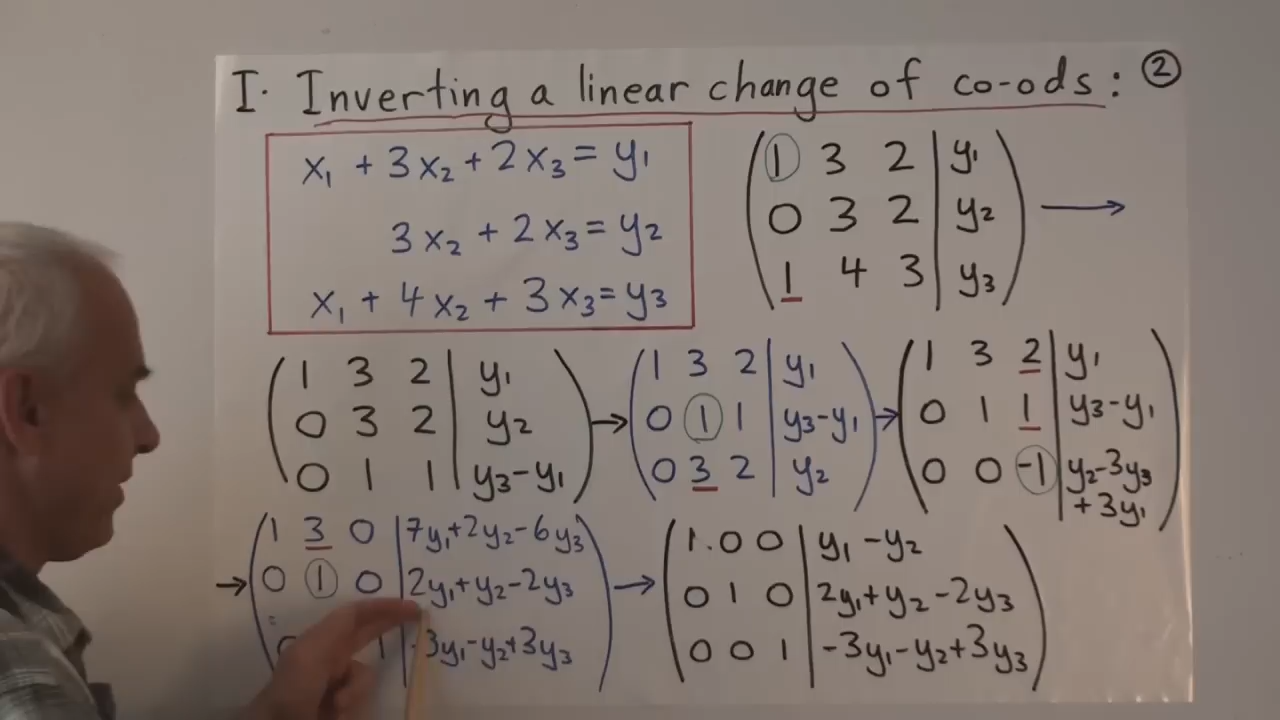 I. Inverting a linear change of co-ods: ②
x₁ + 3x₂ + 2x₃ = y₁
3x₂ + 2x₃ = y₂
x₁ + 4x₂ + 3x₃ = y₃
1 3 2 | y₁
0 3 2 | y₂ →
1 4 3 | y₃
1 3 2 | y₁
0 3 2 | y₂
0 1 1 | y₃-y₁
→
1 3 2 | y₁
0 1 1 | y₃-y₁
0 3 2 | y₂
→
1 3 2 | y₁
0 1 1 | y₃-y₁
0 0 -1 | y₂-3y₃
+3y₁
→
1 3 0 | 7y₁+2y₂-6y₃
0 1 0 | 2y₁+y₂-2y₃
1 | -3y₁-y₂+3y₃
→
1.0 0 | y₁-y₂
0 1 0 | 2y₁+y₂-2y₃
0 0 1 | -3y₁-y₂+3y₃